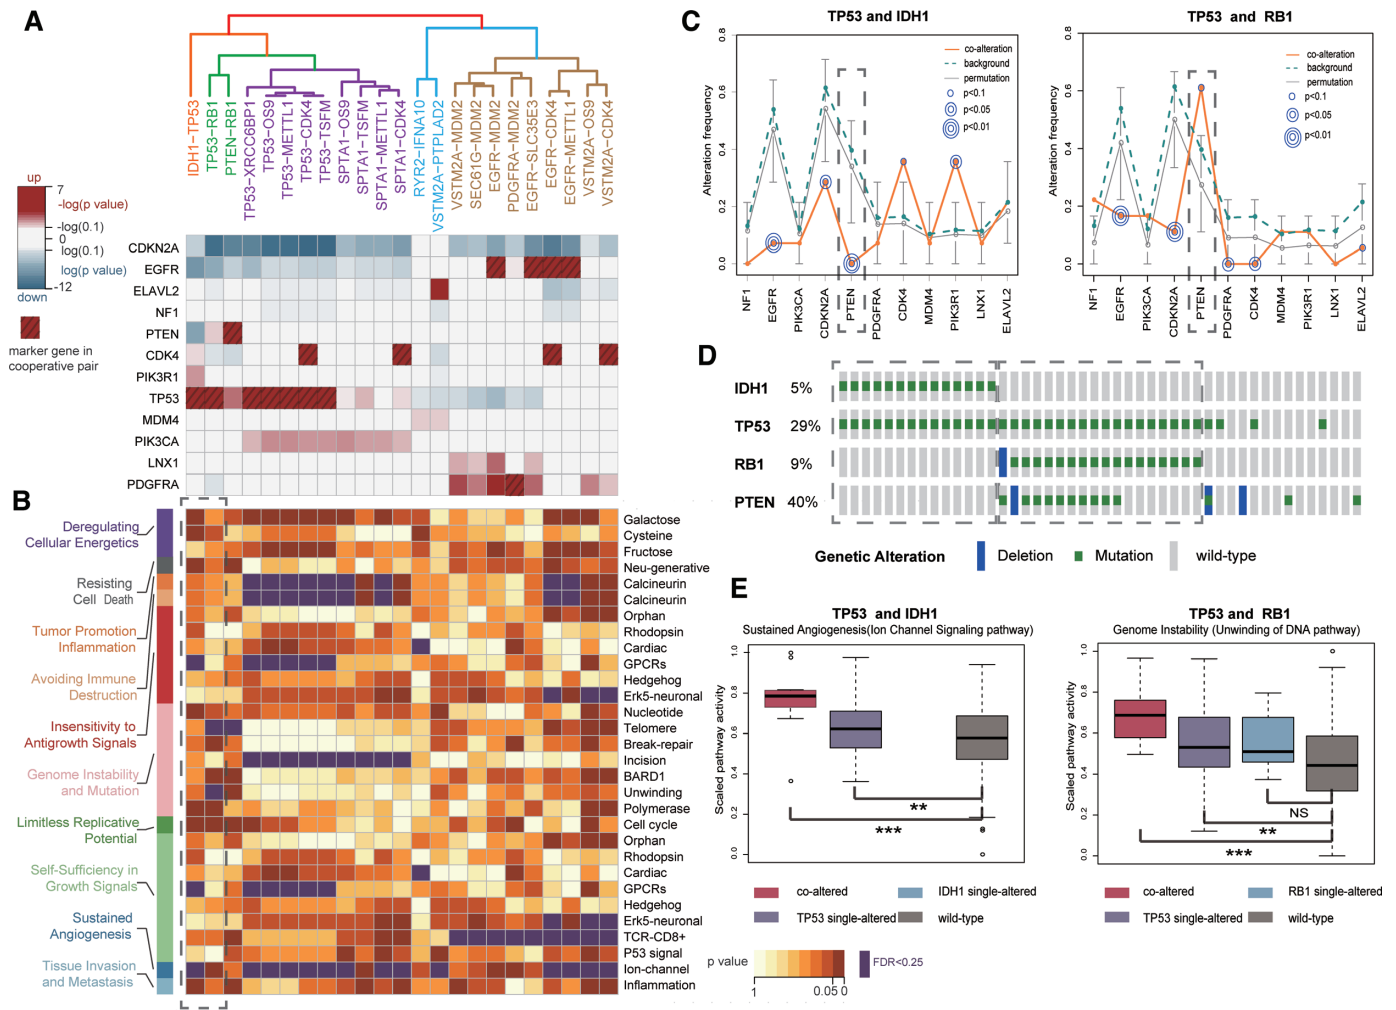 A
IDH1-TP53
TP53-RB1
PTEN-RB1
TP53-XRCC6BP1
TP53-OS9
TP53-METTL1
TP53-CDK4
TP53-TSFM
SPTA1-OS9
SPTA1-TSFM
SPTA1-METTL1
SPTA1-CDK4
RYR2-IFNA10
VSTM2A-PTPLAD2
VSTM2A-MDM2
SEC61G-MDM2
EGFR-MDM2
PDGFRA-MDM2
EGFR-SLC35E3
EGFR-CDK4
EGFR-METTL1
VSTM2A-OS9
VSTM2A-CDK4
up
7
-log(p value)
-log(0.1)
0
log(0.1)
log(p value)
-12
down
marker gene in
cooperative pair
CDKN2A
EGFR
ELAVL2
NF1
PTEN
CDK4
PIK3R1
TP53
MDM4
PIK3CA
LNX1
PDGFRA
B
Deregulating
Cellular Energetics
Resisting
Cell Death
Tumor Promotion
Inflammation
Avoiding Immune
Destruction
Insensitivity to
Antigrowth Signals
Genome Instability
and Mutation
Limitless Replicative
Potential
Self-Sufficiency in
Growth Signals
Sustained
Angiogenesis
Tissue Invasion
and Metastasis
Galactose
Cysteine
Fructose
Neu-generative
Calcineurin
Calcineurin
Orphan
Rhodopsin
Cardiac
GPCRs
Hedgehog
Erk5-neuronal
Nucleotide
Telomere
Break-repair
Incision
BARD1
Unwinding
Polymerase
Cell cycle
Orphan
Rhodopsin
Cardiac
GPCRs
Hedgehog
Erk5-neuronal
TCR-CD8+
P53 signal
Ion-channel
Inflammation
p value
1
0.05 0
FDR<0.25
C
TP53 and IDH1
Alteration frequency
0.8
0.6
0.4
0.2
0.0
co-alteration
background
permutation
p<0.1
p<0.05
p<0.01
NF1
EGFR
PIK3CA
CDKN2A
PTEN
PDGFRA
CDK4
MDM4
PIK3R1
LNX1
ELAVL2
TP53 and RB1
Alteration frequency
0.8
0.6
0.4
0.2
0.0
co-alteration
background
permutation
p<0.1
p<0.05
p<0.01
NF1
EGFR
PIK3CA
CDKN2A
PTEN
PDGFRA
CDK4
MDM4
PIK3R1
LNX1
ELAVL2
D
IDH1 5%
TP53 29%
RB1 9%
PTEN 40%
Genetic Alteration
Deletion
Mutation
wild-type
E
TP53 and IDH1
Sustained Angiogenesis(Ion Channel Signaling pathway)
Scaled pathway activity
1.0
0.8
0.6
0.4
0.2
0.0
**
***
co-altered
IDH1 single-altered
TP53 single-altered
wild-type
TP53 and RB1
Genome Instability (Unwinding of DNA pathway)
Scaled pathway activity
1.0
0.8
0.6
0.4
0.2
0.0
NS
**
***
co-altered
RB1 single-altered
TP53 single-altered
wild-type